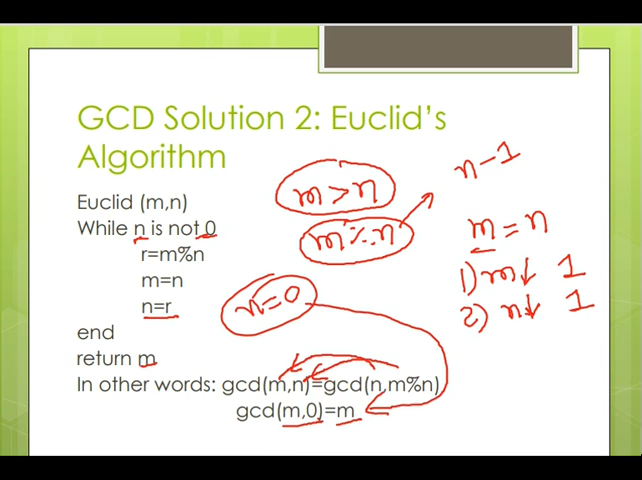 GCD Solution 2: Euclid's
Algorithm
Euclid (m,n)
While n is not 0
r=m%n
m=n
n=r
end
return m
In other words: gcd(m,n)=gcd(n,m%n)
gcd(m,0)=m
m>n
m%n
n-1
n=0
m=n
1) m↓ 1
2) n↓ 1